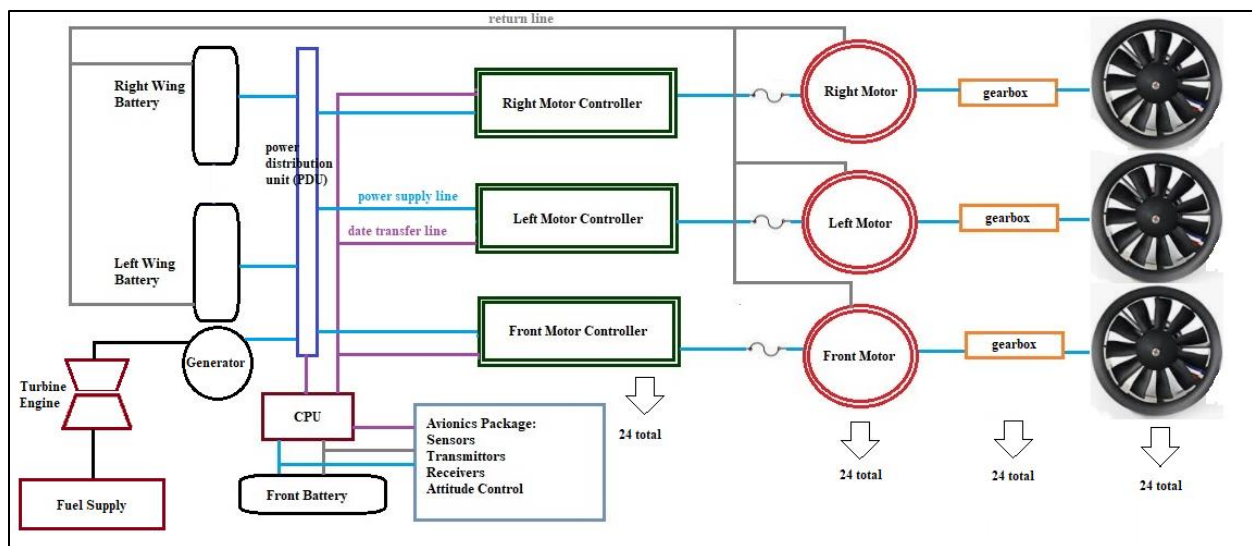 return line
Right Wing
Battery
Right Motor Controller
Right Motor
gearbox
power
distribution
unit (PDU)
power supply line
Left Motor Controller
Left Motor
gearbox
date transfer line
Left Wing
Battery
Front Motor Controller
Front Motor
gearbox
Generator
Turbine
Engine
CPU
Avionics Package:
Sensors
Transmittors
Receivers
Attitude Control
24 total
24 total
24 total
24 total
Front Battery
Fuel Supply